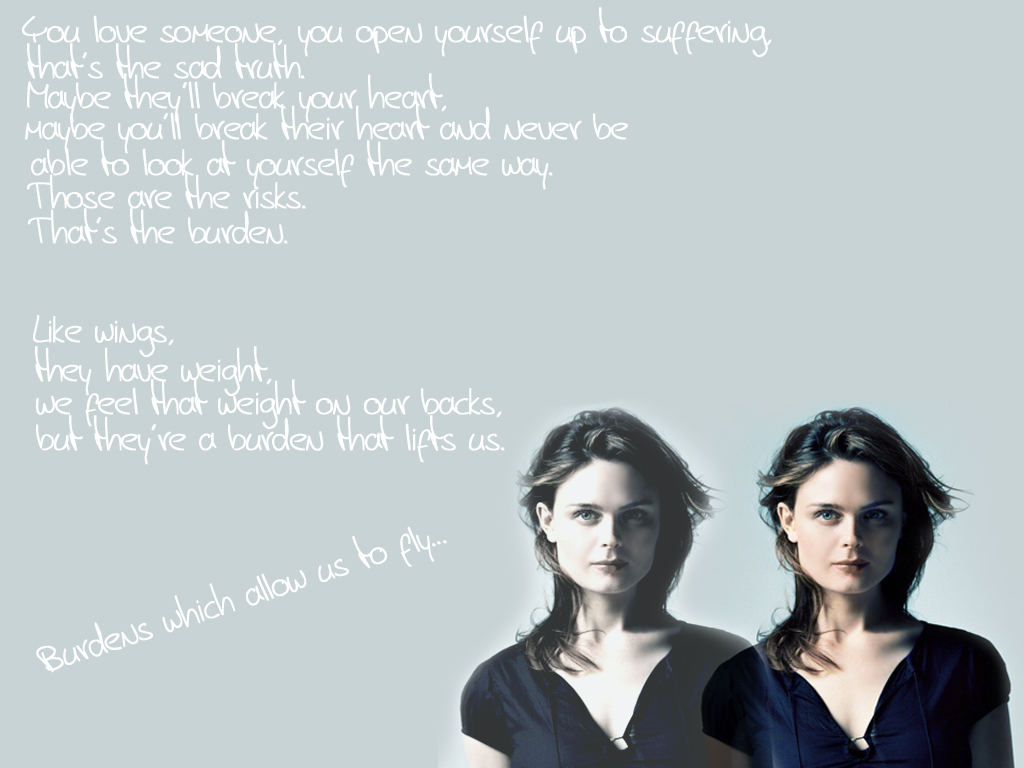 You love someone, you open yourself up to suffering,
that's the sad truth.
Maybe they'll break your heart,
maybe you'll break their heart and never be
able to look at yourself the same way.
Those are the risks.
That's the burden.
Like wings,
they have weight,
we feel that weight on our backs,
but they're a burden that lifts us.
Burdens which allow us to fly...